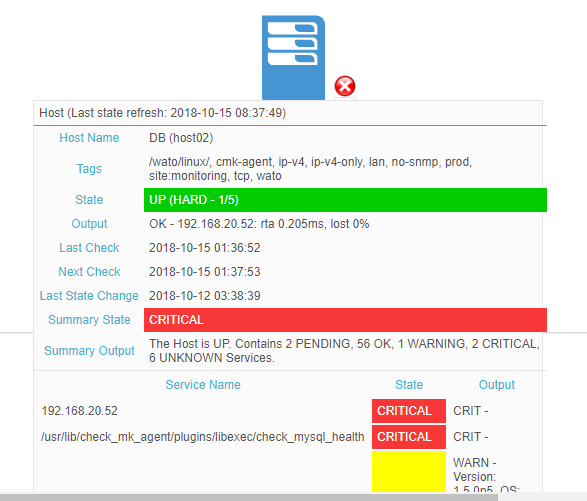 Host (Last state refresh: 2018-10-15 08:37:49)
Host Name DB (host02)
Tags /wato/linux/, cmk-agent, ip-v4, ip-v4-only, lan, no-snmp, prod,
site:monitoring, tcp, wato
State UP (HARD - 1/5)
Output OK - 192.168.20.52: rta 0.205ms, lost 0%
Last Check 2018-10-15 01:36:52
Next Check 2018-10-15 01:37:53
Last State Change 2018-10-12 03:38:39
Summary State CRITICAL
Summary Output The Host is UP. Contains 2 PENDING, 56 OK, 1 WARNING, 2 CRITICAL,
6 UNKNOWN Services.
Service Name State Output
192.168.20.52 CRITICAL CRIT -
/usr/lib/check_mk_agent/plugins/libexec/check_mysql_health CRITICAL CRIT -
WARN -
Version:
1.5.0p5, OS: